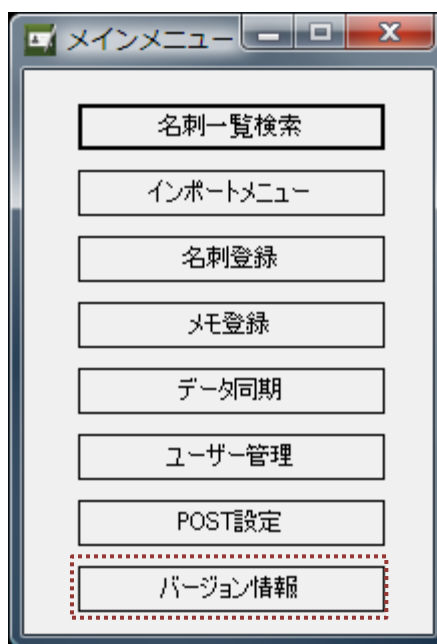 メインメニュー
名刺一覧検索
インポートメニュー
名刺登録
メモ登録
データ同期
ユーザー管理
POST設定
バージョン情報